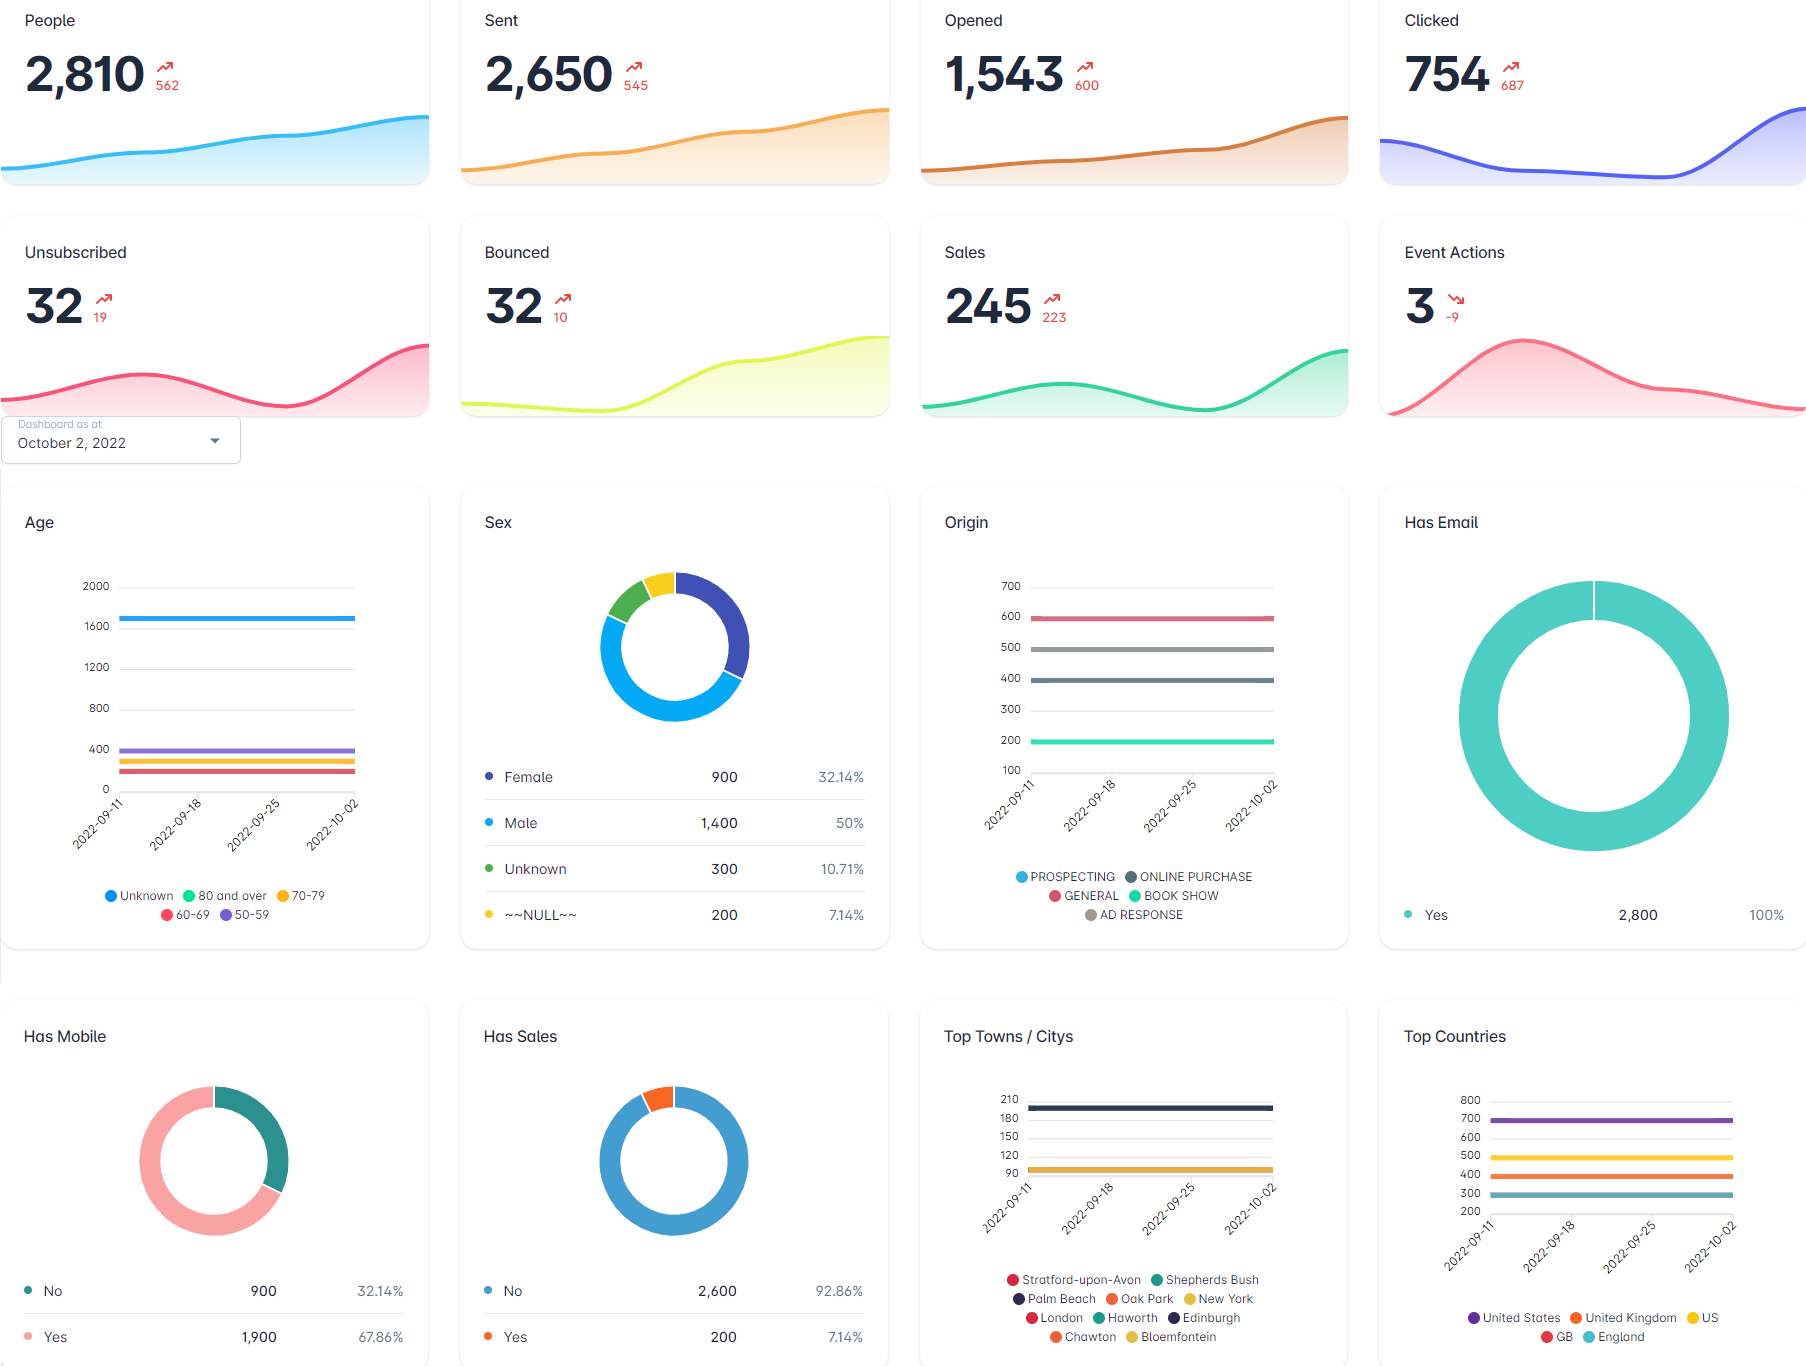 People
2,810
562
Sent
2,650
545
Opened
1,543
600
Clicked
754
687
Unsubscribed
32
19
Bounced
32
10
Sales
245
223
Event Actions
3
-9
Dashboard as at
October 2, 2022
Age
2000
1600
1200
800
400
0
2022-09-11
2022-09-18
2022-09-25
2022-10-02
Unknown 80 and over 70-79
60-69 50-59
Sex
Female 900 32.14%
Male 1,400 50%
Unknown 300 10.71%
~~NULL~~ 200 7.14%
Origin
700
600
500
400
300
200
100
2022-09-11
2022-09-18
2022-09-25
2022-10-02
PROSPECTING ONLINE PURCHASE
GENERAL BOOK SHOW
AD RESPONSE
Has Email
Yes 2,800 100%
Has Mobile
No 900 32.14%
Yes 1,900 67.86%
Has Sales
No 2,600 92.86%
Yes 200 7.14%
Top Towns / Citys
210
180
150
120
90
2022-09-11
2022-09-18
2022-09-25
2022-10-02
Stratford-upon-Avon Shepherds Bush
Palm Beach Oak Park New York
London Haworth Edinburgh
Chawton Bloemfontein
Top Countries
800
700
600
500
400
300
200
2022-09-11
2022-09-18
2022-09-25
2022-10-02
United States United Kingdom US
GB England